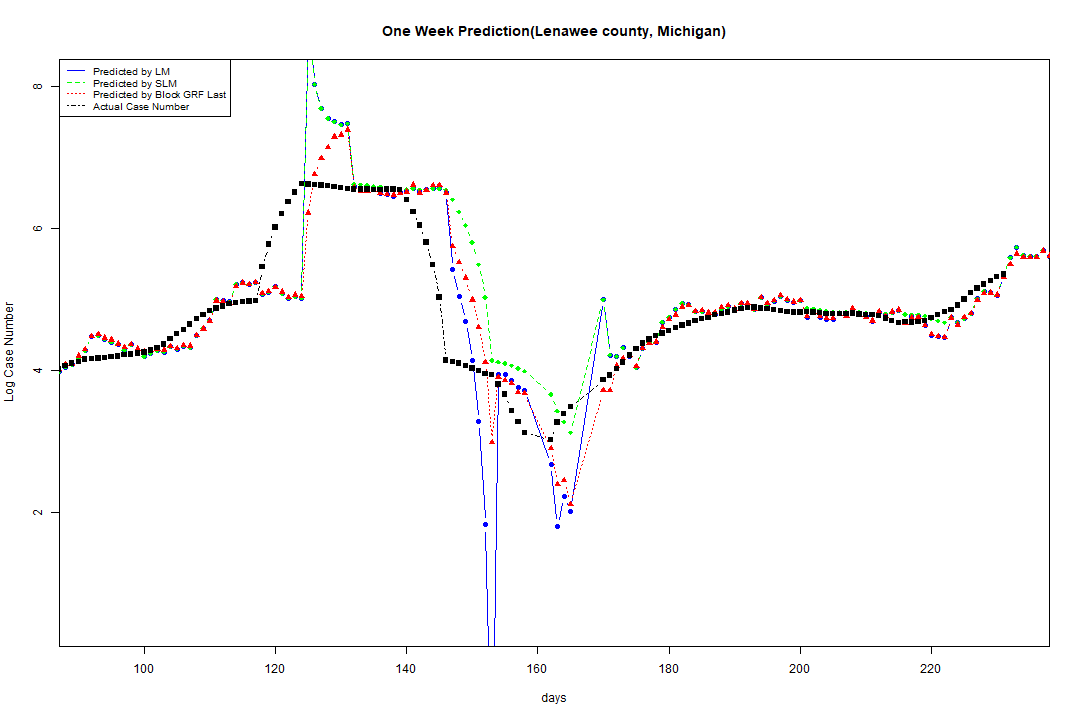 One Week Prediction(Lenawee county, Michigan)
Predicted by LM
Predicted by SLM
Predicted by Block GRF Last
Actual Case Number
8
6
4
2
Log Case Number
100 120 140 160 180 200 220
days